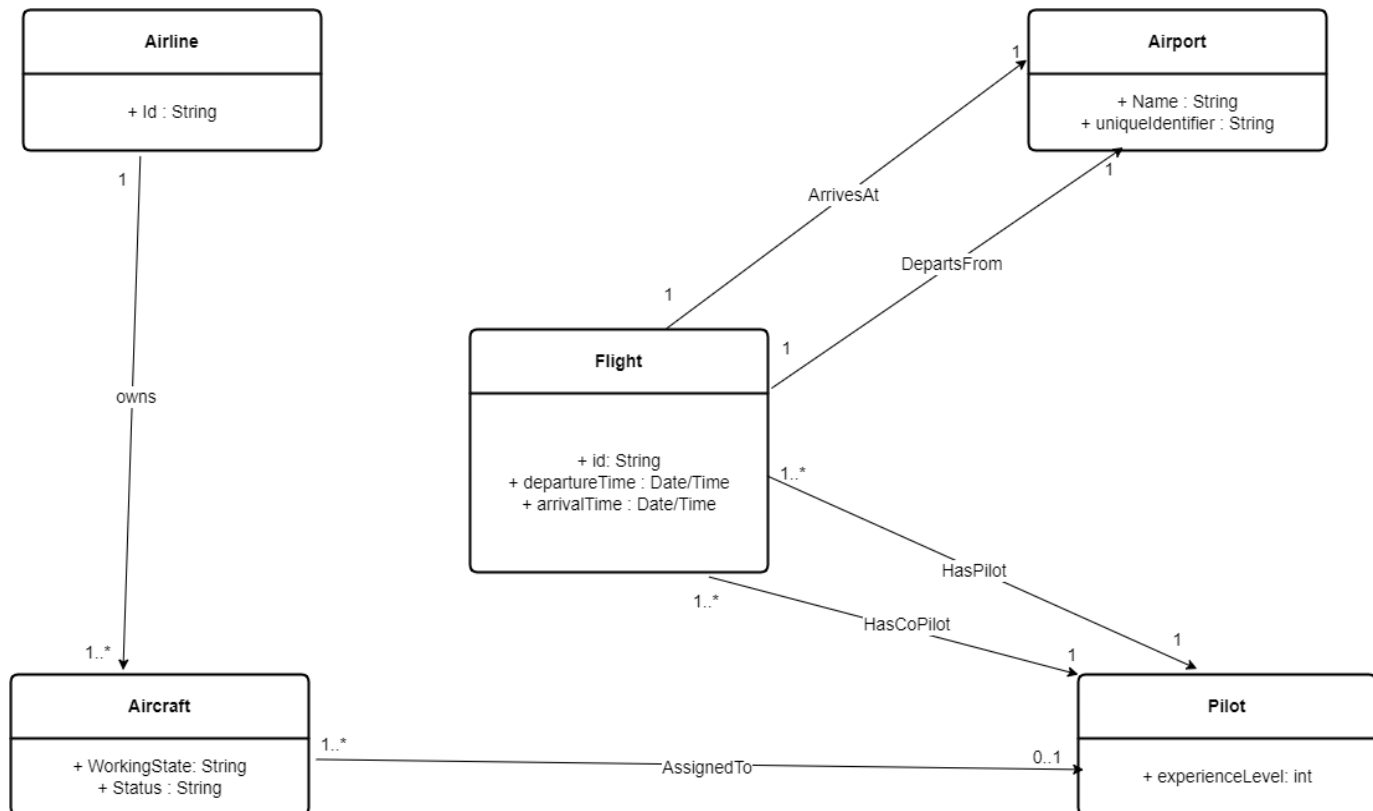 Airline
+ Id : String
1
owns
1..*
Airport
+ Name : String
+ uniqueIdentifier : String
1
1
ArrivesAt
DepartsFrom
1
1
Flight
+ id: String
+ departureTime : Date/Time
+ arrivalTime : Date/Time
1..*
HasPilot
1
1..*
HasCoPilot
1
Aircraft
+ WorkingState: String
+ Status : String
1..*
AssignedTo
0..1
Pilot
+ experienceLevel: int